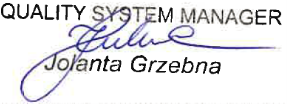 QUALITY SYSTEM MANAGER
Jolanta Grzebna